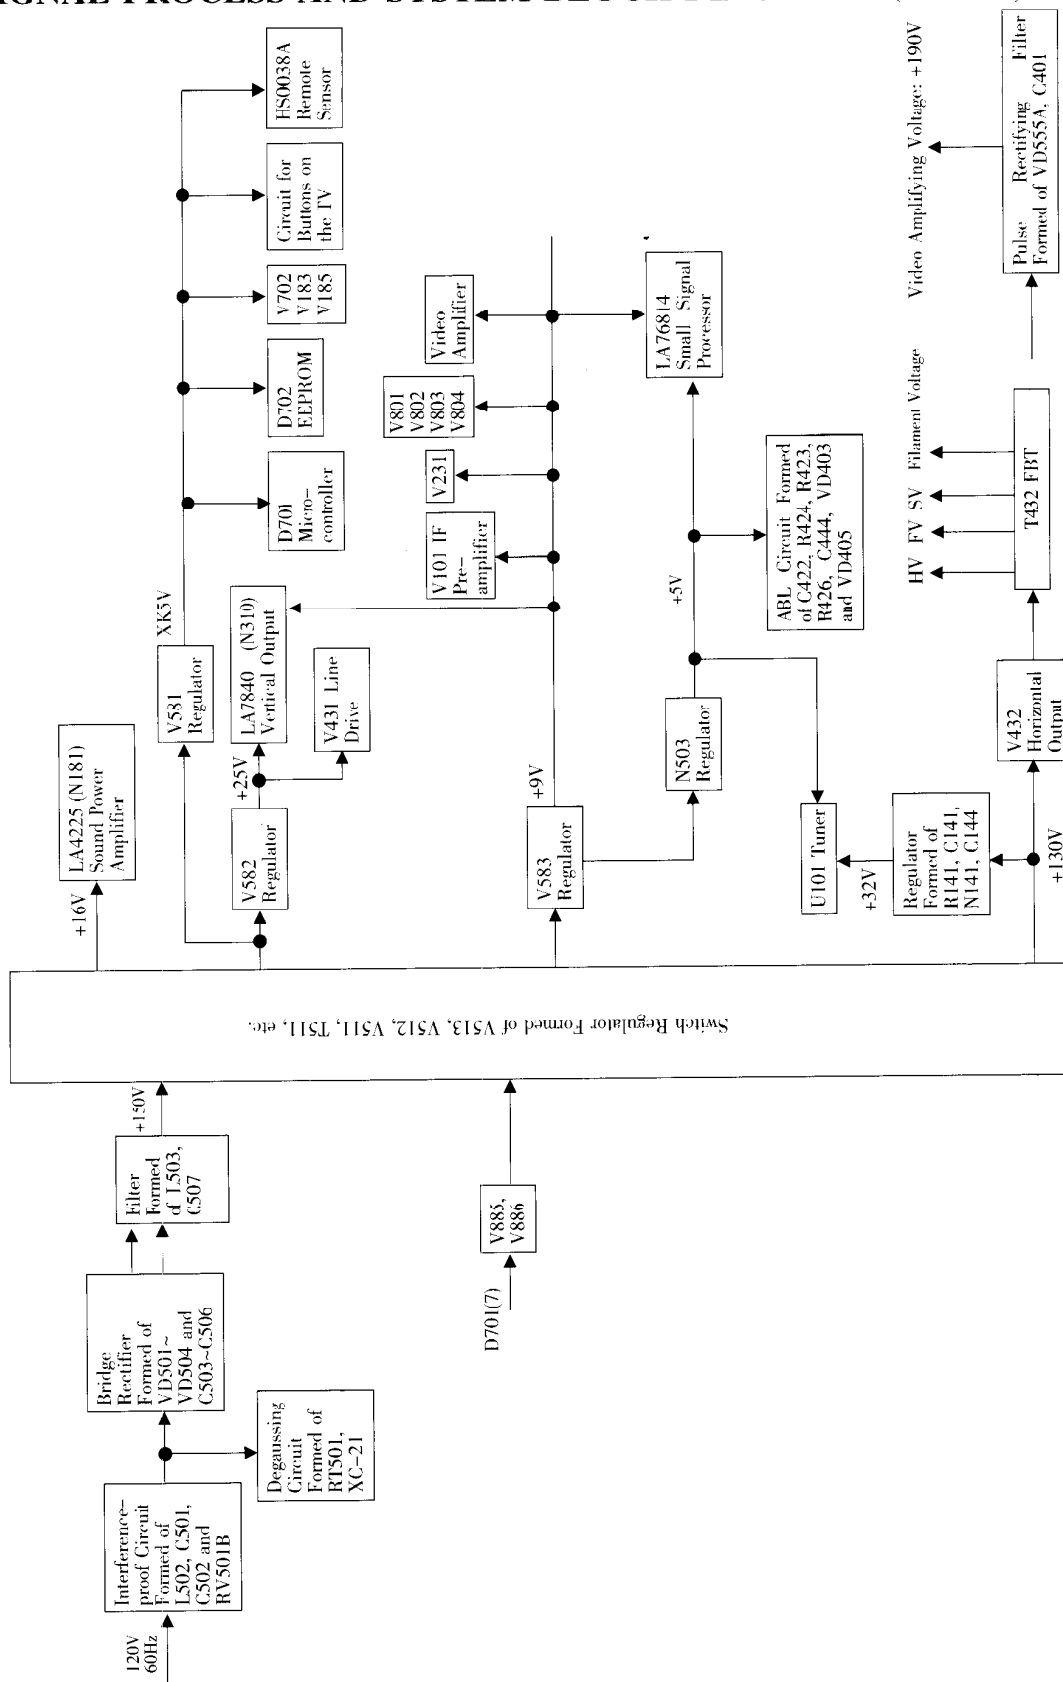 120V
60Hz
Interference-
proof Circuit
Formed of
L502, C501,
C502 and
RV501B
Degaussing
Circuit
Formed of
RT501,
XC-21
Bridge
Rectifier
Formed of
VD501~
VD504 and
C503~C506
Filter
Formed
of L503,
C507
+150V
D701(7)
V885,
V886
Switch Regulator Formed of V513, V512, V511, T511, etc.
+16V
LA4225 (N181)
Sound Power
Amplifier
V581
Regulator
XK5V
D701
Micro-
controller
D702
EEPROM
V702
V183
V185
Circuit for
Buttons on
the TV
HS0038A
Remote
Sensor
V582
Regulator
+25V
LA7840 (N310)
Vertical Output
V431 Line
Drive
V583
Regulator
+9V
V101 IF
Pre-
amplifier
V231
V801
V802
V803
V804
Video
Amplifier
LA76814
Small Signal
Processor
N503
Regulator
+5V
ABL Circuit Formed
of C422, R424, R423,
R426, C444, VD403
and VD405
U101 Tuner
+32V
Regulator
Formed of
R141, C141,
N141, C144
+130V
V432
Horizontal
Output
T432 FBT
HV FV SV Filament Voltage
Pulse Rectifying Filter
Formed of VD555A, C401
Video Amplifying Voltage: +190V